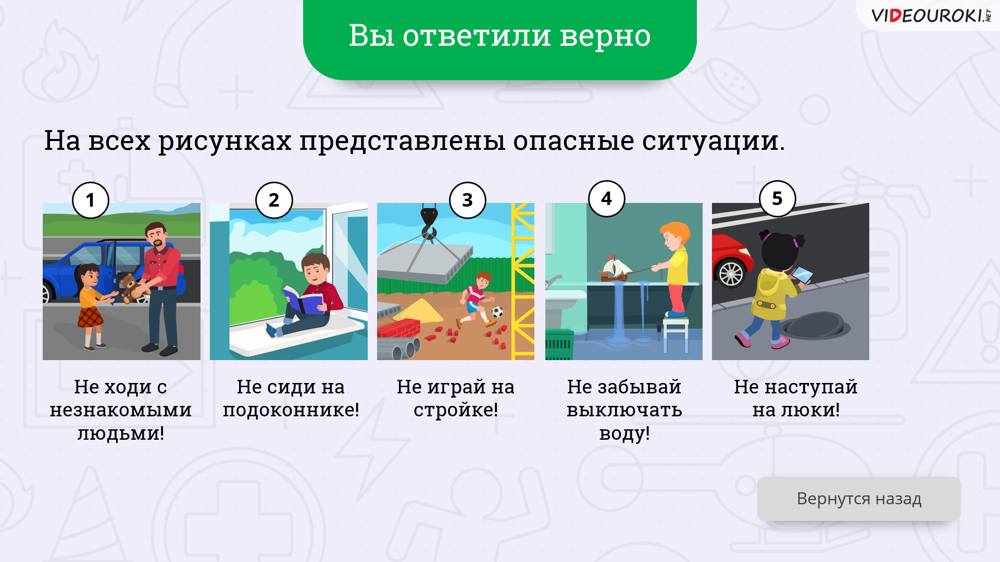 Вы ответили верно
VIDEOUROKI.NET
На всех рисунках представлены опасные ситуации.
1
2
3
4
5
Не ходи с
незнакомыми
людьми!
Не сиди на
подоконнике!
Не играй на
стройке!
Не забывай
выключать
воду!
Не наступай
на люки!
Вернутся назад